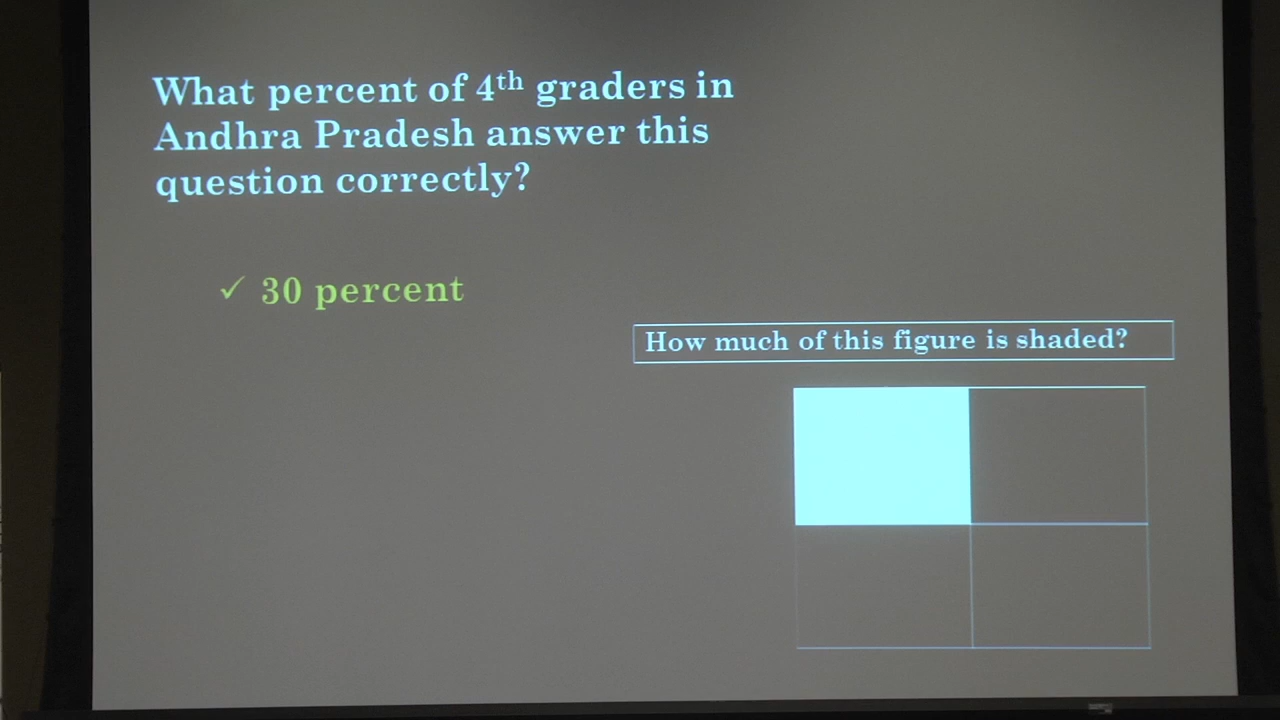 What percent of 4th graders in
Andhra Pradesh answer this
question correctly?
✓ 30 percent
How much of this figure is shaded?